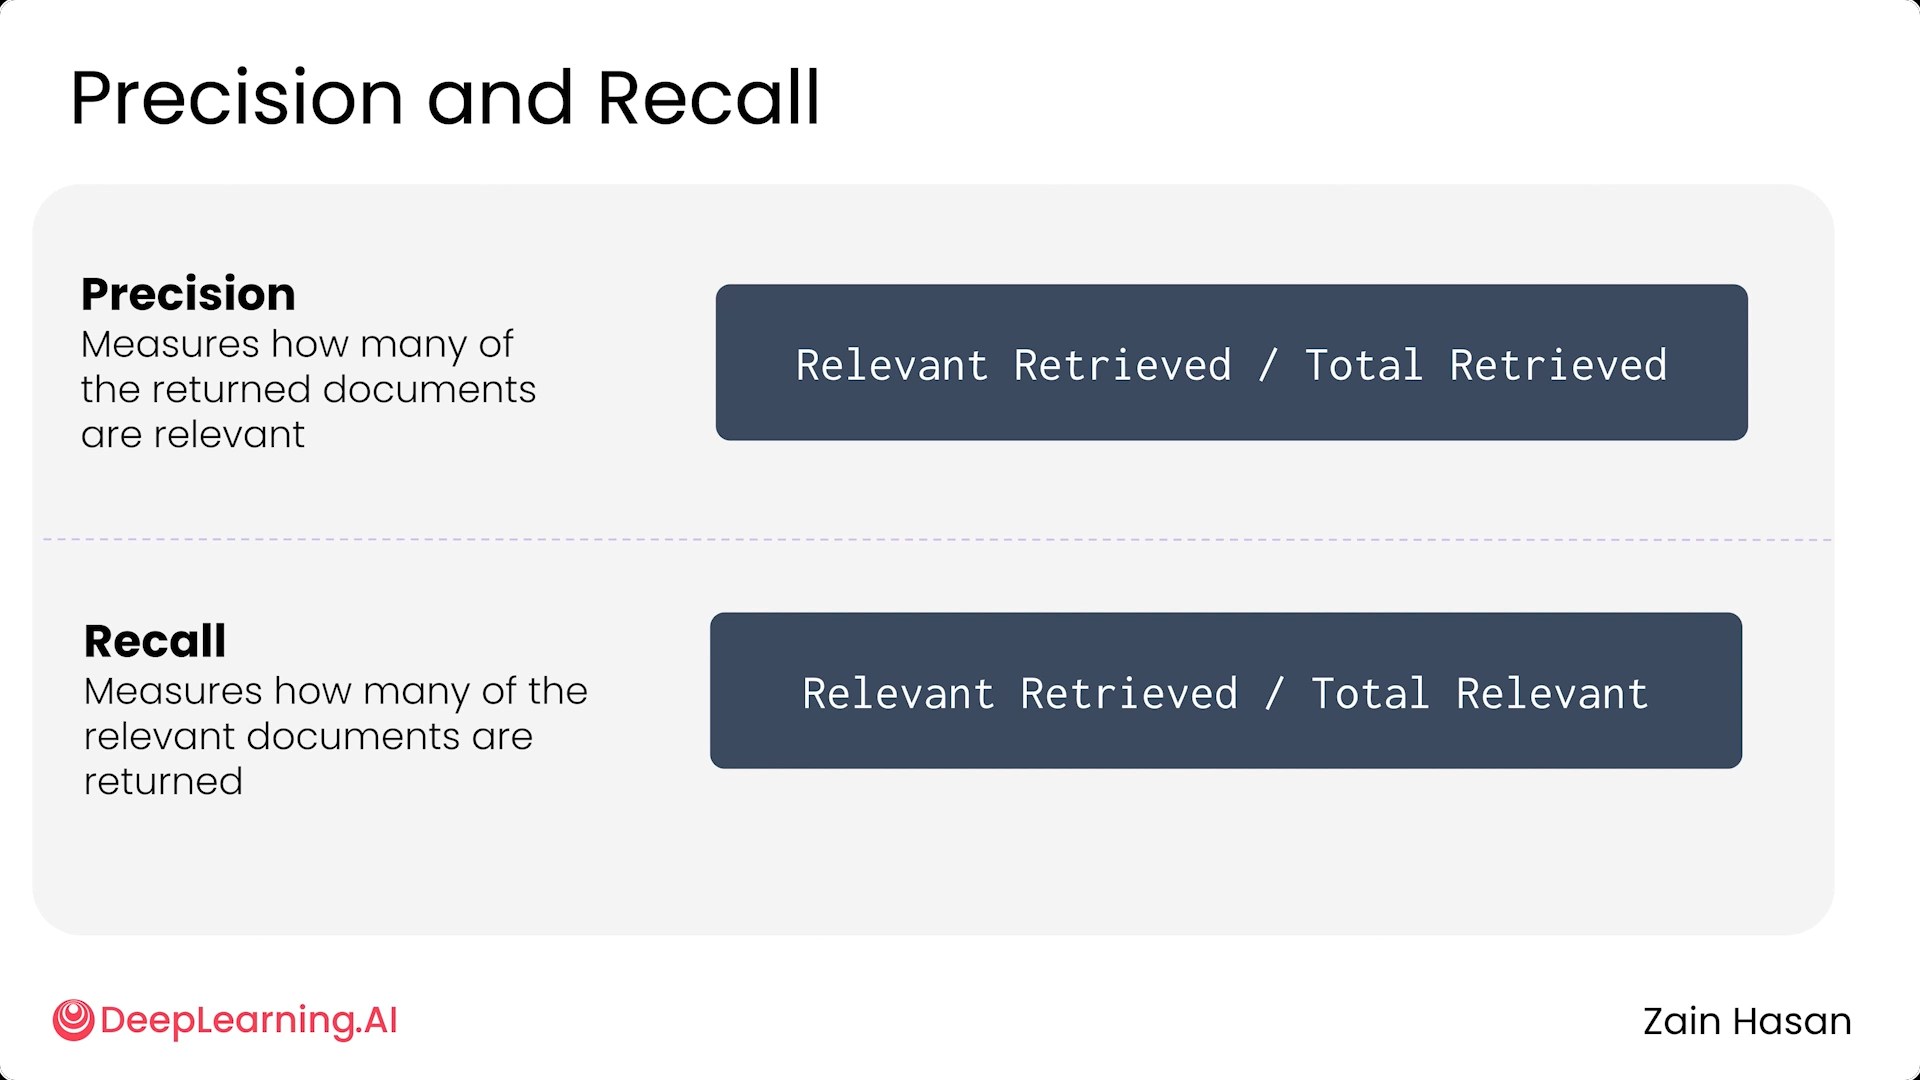 Precision and Recall
Precision
Measures how many of
the returned documents
are relevant
Relevant Retrieved / Total Retrieved
Recall
Measures how many of the
relevant documents are
returned
Relevant Retrieved / Total Relevant
DeepLearning.AI
Zain Hasan